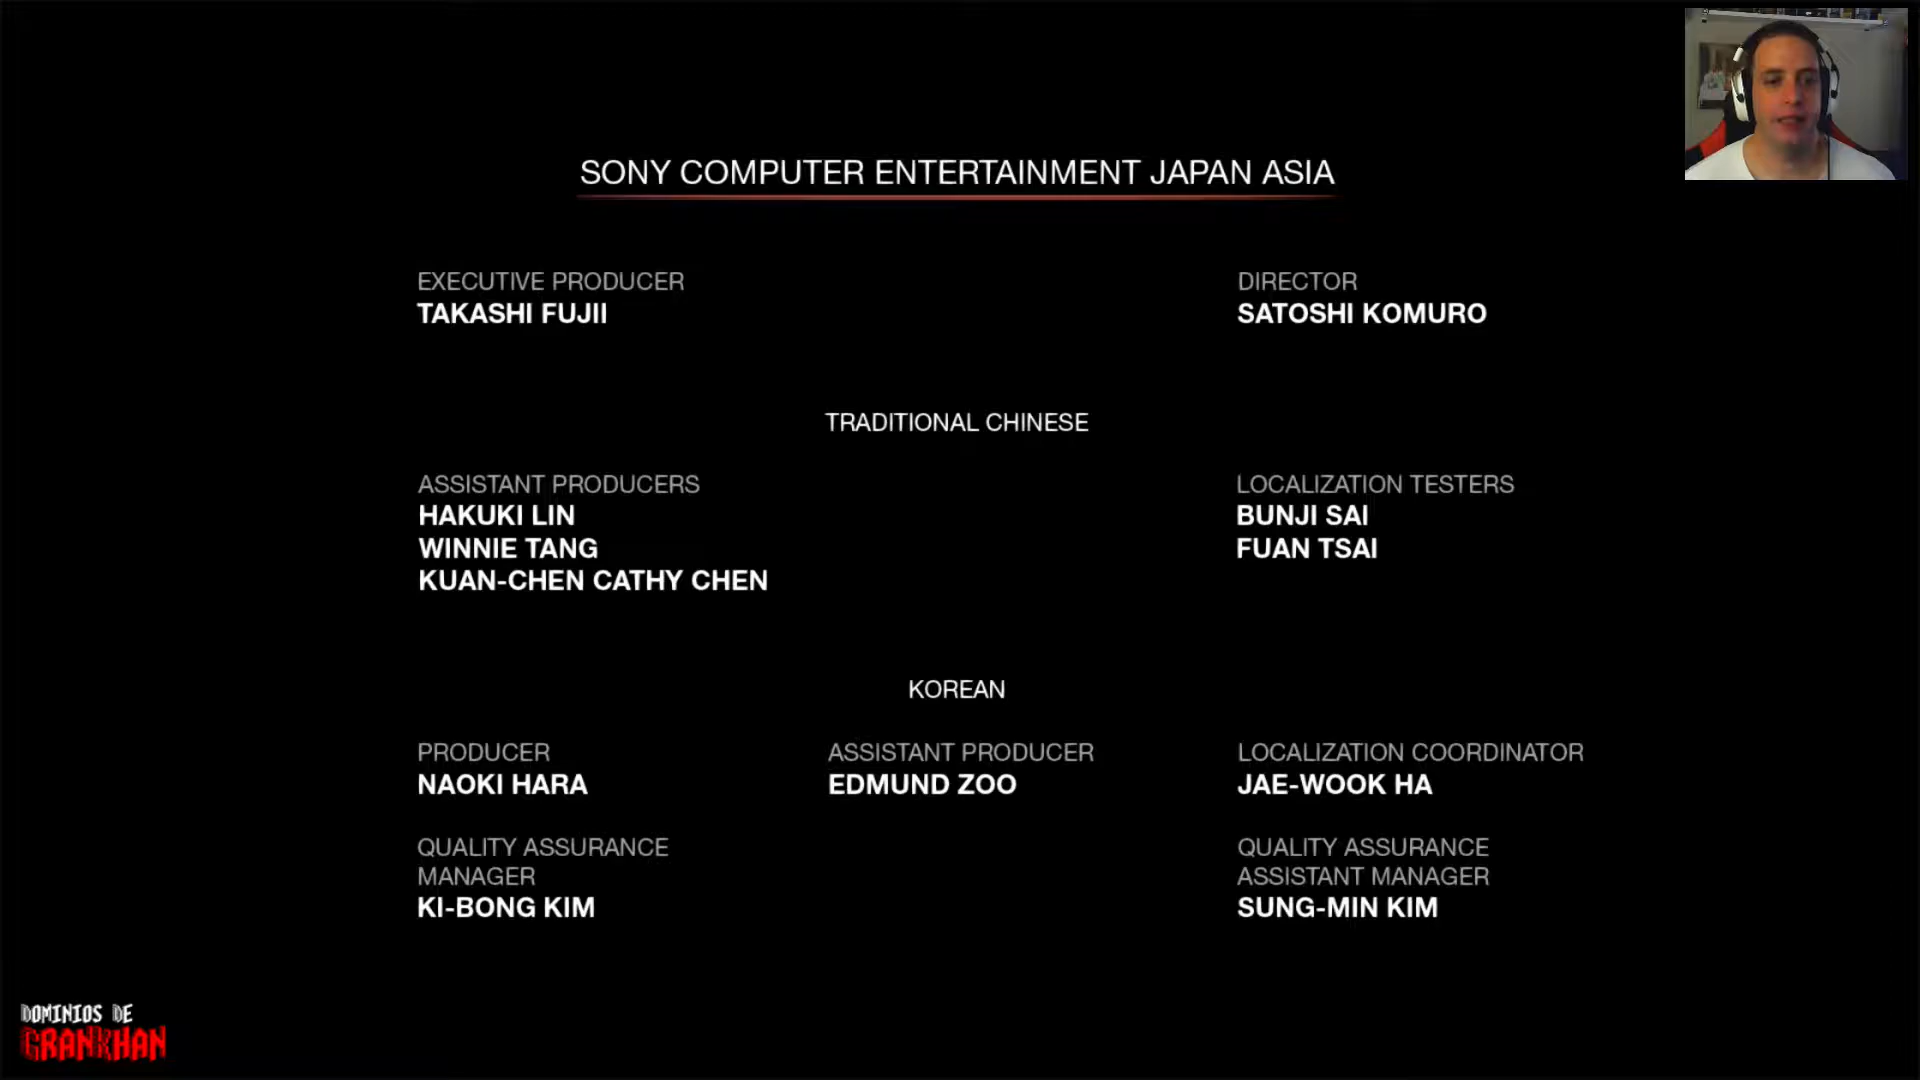 SONY COMPUTER ENTERTAINMENT JAPAN ASIA
EXECUTIVE PRODUCER
TAKASHI FUJII
DIRECTOR
SATOSHI KOMURO
TRADITIONAL CHINESE
ASSISTANT PRODUCERS
HAKUKI LIN
WINNIE TANG
KUAN-CHEN CATHY CHEN
LOCALIZATION TESTERS
BUNJI SAI
FUAN TSAI
KOREAN
PRODUCER
NAOKI HARA
ASSISTANT PRODUCER
EDMUND ZOO
LOCALIZATION COORDINATOR
JAE-WOOK HA
QUALITY ASSURANCE
MANAGER
KI-BONG KIM
QUALITY ASSURANCE
ASSISTANT MANAGER
SUNG-MIN KIM
DOMINIOS DE
GRANKHAN